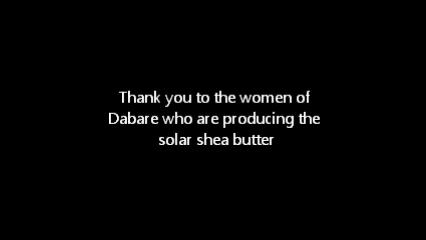 Thank you to the women of
Dabare who are producing the
solar shea butter